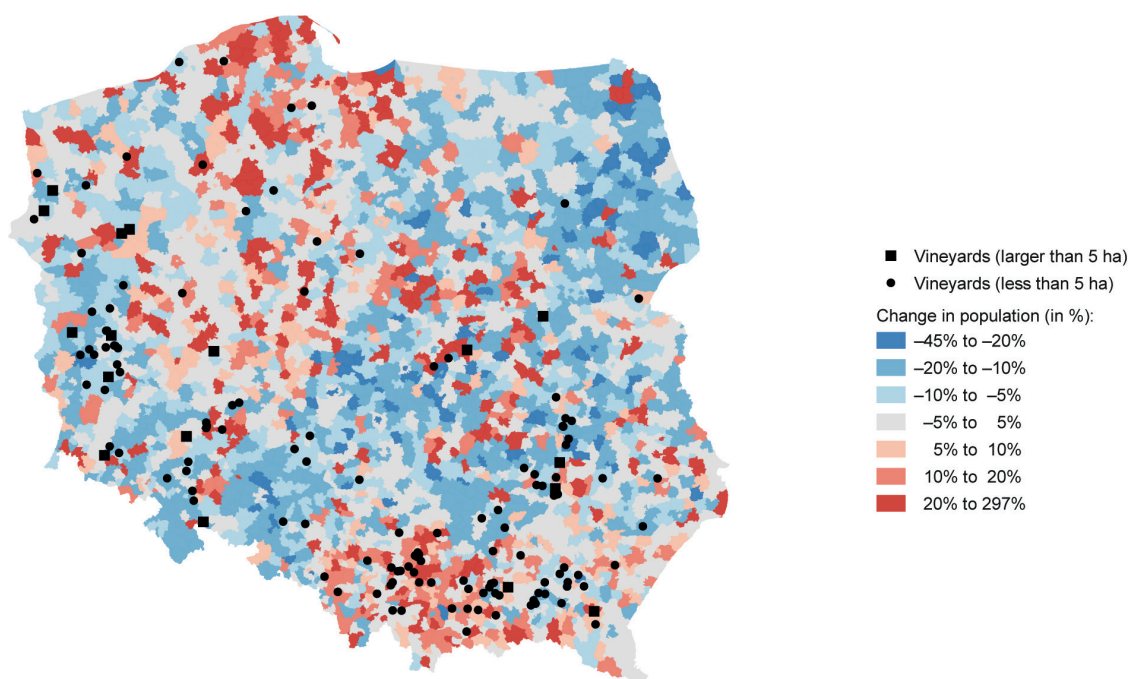 Vineyards (larger than 5 ha)
Vineyards (less than 5 ha)
Change in population (in %):
–45% to –20%
–20% to –10%
–10% to –5%
–5% to 5%
5% to 10%
10% to 20%
20% to 297%